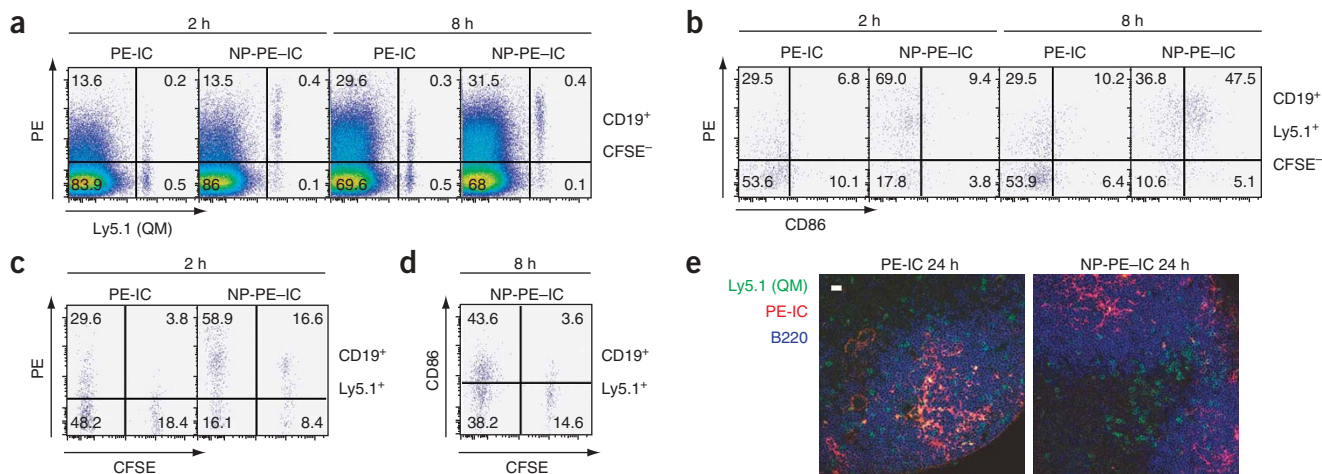 a
2 h
8 h
PE-IC
NP-PE–IC
PE-IC
NP-PE–IC
13.6
0.2
13.5
0.4
29.6
0.3
31.5
0.4
83.9
0.5
86
0.1
69.6
0.5
68
0.1
PE
Ly5.1 (QM)
CD19+
CFSE–
b
2 h
8 h
PE-IC
NP-PE–IC
PE-IC
NP-PE–IC
29.5
6.8
69.0
9.4
29.5
10.2
36.8
47.5
53.6
10.1
17.8
3.8
53.9
6.4
10.6
5.1
PE
CD86
CD19+
Ly5.1+
CFSE–
c
2 h
PE-IC
NP-PE–IC
29.6
3.8
58.9
16.6
48.2
18.4
16.1
8.4
PE
CFSE
CD19+
Ly5.1+
d
8 h
NP-PE–IC
43.6
3.6
38.2
14.6
CD86
CFSE
CD19+
Ly5.1+
e
PE-IC 24 h
NP-PE–IC 24 h
Ly5.1 (QM)
PE-IC
B220